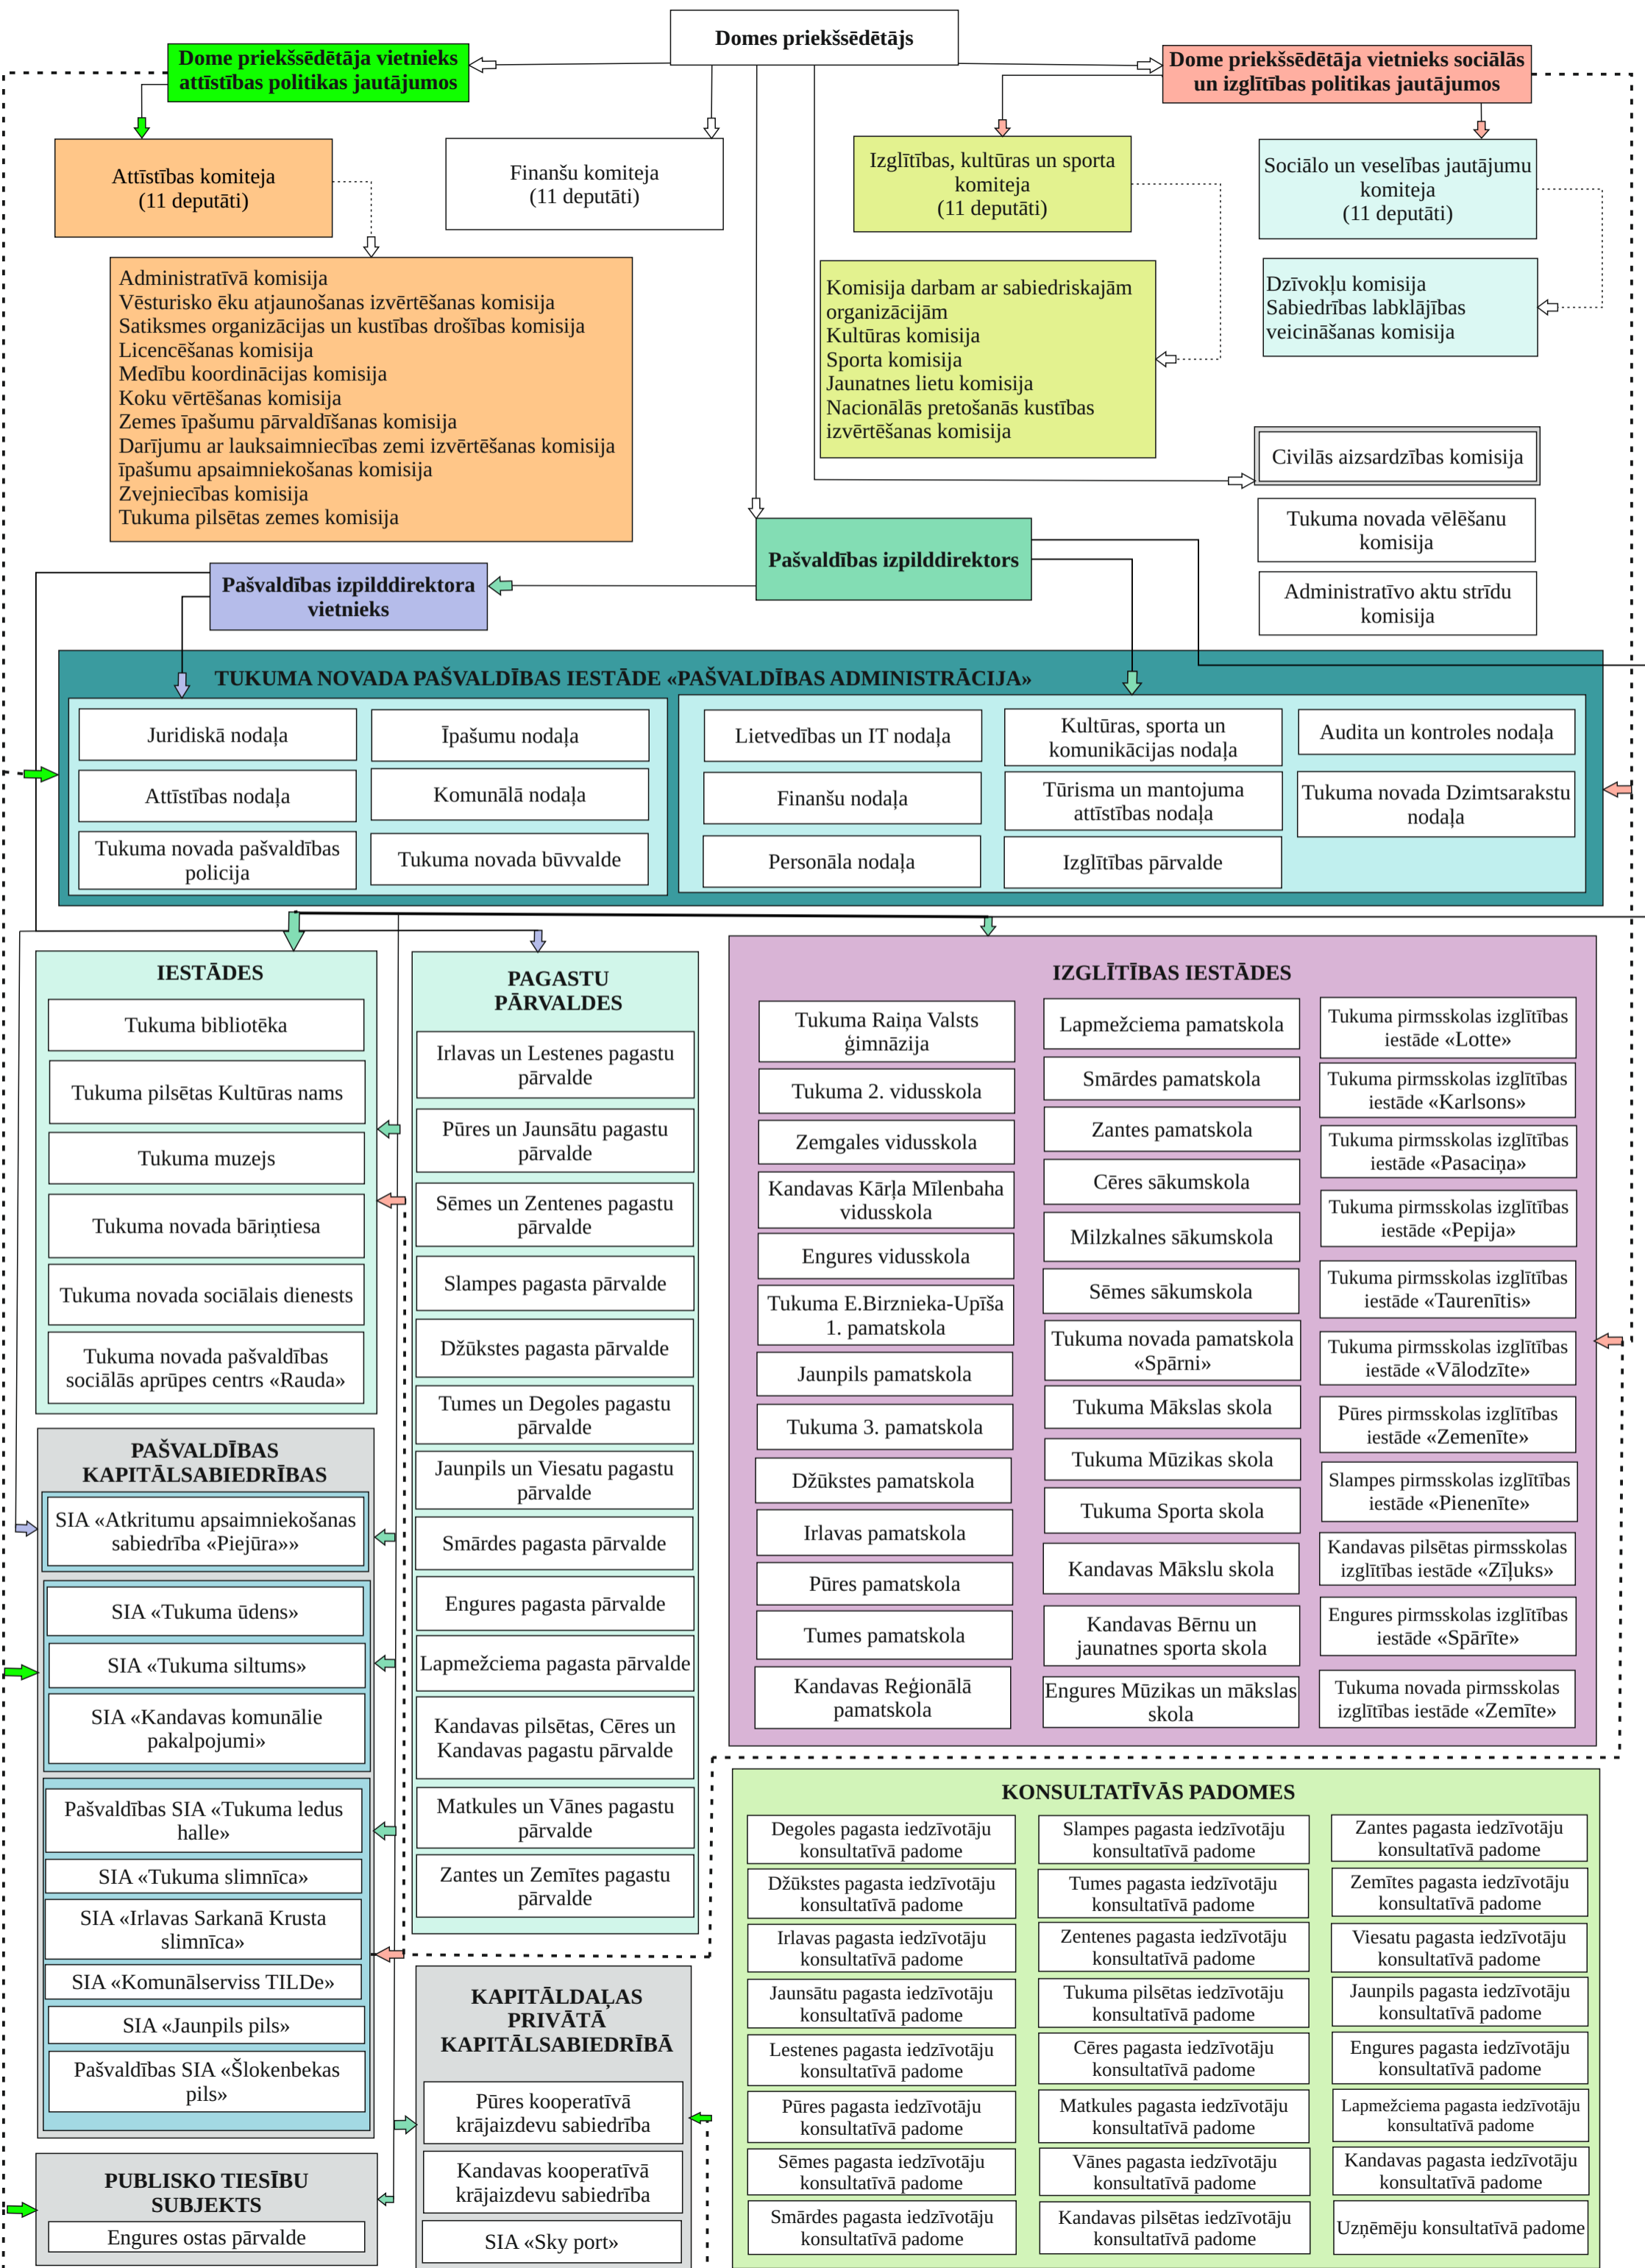 Domes priekšsēdētājs
Dome priekšsēdētāja vietnieks
attīstības politikas jautājumos
Dome priekšsēdētāja vietnieks sociālās
un izglītības politikas jautājumos
Attīstības komiteja
(11 deputāti)
Finanšu komiteja
(11 deputāti)
Izglītības, kultūras un sporta
komiteja
(11 deputāti)
Sociālo un veselības jautājumu
komiteja
(11 deputāti)
Administratīvā komisija
Vēsturisko ēku atjaunošanas izvērtēšanas komisija
Satiksmes organizācijas un kustības drošības komisija
Licencēšanas komisija
Medību koordinācijas komisija
Koku vērtēšanas komisija
Zemes īpašumu pārvaldīšanas komisija
Darījumu ar lauksaimniecības zemi izvērtēšanas komisija
īpašumu apsaimniekošanas komisija
Zvejniecības komisija
Tukuma pilsētas zemes komisija
Komisija darbam ar sabiedriskajām
organizācijām
Kultūras komisija
Sporta komisija
Jaunatnes lietu komisija
Nacionālās pretošanās kustības
izvērtēšanas komisija
Dzīvokļu komisija
Sabiedrības labklājības
veicināšanas komisija
Civilās aizsardzības komisija
Tukuma novada vēlēšanu
komisija
Administratīvo aktu strīdu
komisija
Pašvaldības izpilddirektors
Pašvaldības izpilddirektora
vietnieks
TUKUMA NOVADA PAŠVALDĪBAS IESTĀDE «PAŠVALDĪBAS ADMINISTRĀCIJA»
Juridiskā nodaļa
Attīstības nodaļa
Tukuma novada pašvaldības
policija
Īpašumu nodaļa
Komunālā nodaļa
Tukuma novada būvvalde
Lietvedības un IT nodaļa
Finanšu nodaļa
Personāla nodaļa
Kultūras, sporta un
komunikācijas nodaļa
Tūrisma un mantojuma
attīstības nodaļa
Izglītības pārvalde
Audita un kontroles nodaļa
Tukuma novada Dzimtsarakstu
nodaļa
IESTĀDES
Tukuma bibliotēka
Tukuma pilsētas Kultūras nams
Tukuma muzejs
Tukuma novada bāriņtiesa
Tukuma novada sociālais dienests
Tukuma novada pašvaldības
sociālās aprūpes centrs «Rauda»
PAŠVALDĪBAS
KAPITĀLSABIEDRĪBAS
SIA «Atkritumu apsaimniekošanas
sabiedrība «Piejūra»»
SIA «Tukuma ūdens»
SIA «Tukuma siltums»
SIA «Kandavas komunālie
pakalpojumi»
Pašvaldības SIA «Tukuma ledus
halle»
SIA «Tukuma slimnīca»
SIA «Irlavas Sarkanā Krusta
slimnīca»
SIA «Komunālserviss TILDe»
SIA «Jaunpils pils»
Pašvaldības SIA «Šlokenbekas
pils»
PUBLISKO TIESĪBU
SUBJEKTS
Engures ostas pārvalde
PAGASTU
PĀRVALDES
Irlavas un Lestenes pagastu
pārvalde
Pūres un Jaunsātu pagastu
pārvalde
Sēmes un Zentenes pagastu
pārvalde
Slampes pagasta pārvalde
Džūkstes pagasta pārvalde
Tumes un Degoles pagastu
pārvalde
Jaunpils un Viesatu pagastu
pārvalde
Smārdes pagasta pārvalde
Engures pagasta pārvalde
Lapmežciema pagasta pārvalde
Kandavas pilsētas, Cēres un
Kandavas pagastu pārvalde
Matkules un Vānes pagastu
pārvalde
Zantes un Zemītes pagastu
pārvalde
KAPITĀLDAĻAS
PRIVĀTĀ
KAPITĀLSABIEDRĪBĀ
Pūres kooperatīvā
krājaizdevu sabiedrība
Kandavas kooperatīvā
krājaizdevu sabiedrība
SIA «Sky port»
IZGLĪTĪBAS IESTĀDES
Tukuma Raiņa Valsts
ģimnāzija
Tukuma 2. vidusskola
Zemgales vidusskola
Kandavas Kārļa Mīlenbaha
vidusskola
Engures vidusskola
Tukuma E.Birznieka-Upīša
1. pamatskola
Jaunpils pamatskola
Tukuma 3. pamatskola
Džūkstes pamatskola
Irlavas pamatskola
Pūres pamatskola
Tumes pamatskola
Kandavas Reģionālā
pamatskola
Lapmežciema pamatskola
Smārdes pamatskola
Zantes pamatskola
Cēres sākumskola
Milzkalnes sākumskola
Sēmes sākumskola
Tukuma novada pamatskola
«Spārni»
Tukuma Mākslas skola
Tukuma Mūzikas skola
Tukuma Sporta skola
Kandavas Mākslu skola
Kandavas Bērnu un
jaunatnes sporta skola
Engures Mūzikas un mākslas
skola
Tukuma pirmsskolas izglītības
iestāde «Lotte»
Tukuma pirmsskolas izglītības
iestāde «Karlsons»
Tukuma pirmsskolas izglītības
iestāde «Pasaciņa»
Tukuma pirmsskolas izglītības
iestāde «Pepija»
Tukuma pirmsskolas izglītības
iestāde «Taurenītis»
Tukuma pirmsskolas izglītības
iestāde «Vālodzīte»
Pūres pirmsskolas izglītības
iestāde «Zemenīte»
Slampes pirmsskolas izglītības
iestāde «Pienenīte»
Kandavas pilsētas pirmsskolas
izglītības iestāde «Zīļuks»
Engures pirmsskolas izglītības
iestāde «Spārīte»
Tukuma novada pirmsskolas
izglītības iestāde «Zemīte»
KONSULTATĪVĀS PADOMES
Degoles pagasta iedzīvotāju
konsultatīvā padome
Džūkstes pagasta iedzīvotāju
konsultatīvā padome
Irlavas pagasta iedzīvotāju
konsultatīvā padome
Jaunsātu pagasta iedzīvotāju
konsultatīvā padome
Lestenes pagasta iedzīvotāju
konsultatīvā padome
Pūres pagasta iedzīvotāju
konsultatīvā padome
Sēmes pagasta iedzīvotāju
konsultatīvā padome
Smārdes pagasta iedzīvotāju
konsultatīvā padome
Slampes pagasta iedzīvotāju
konsultatīvā padome
Tumes pagasta iedzīvotāju
konsultatīvā padome
Zentenes pagasta iedzīvotāju
konsultatīvā padome
Tukuma pilsētas iedzīvotāju
konsultatīvā padome
Cēres pagasta iedzīvotāju
konsultatīvā padome
Matkules pagasta iedzīvotāju
konsultatīvā padome
Vānes pagasta iedzīvotāju
konsultatīvā padome
Kandavas pilsētas iedzīvotāju
konsultatīvā padome
Zantes pagasta iedzīvotāju
konsultatīvā padome
Zemītes pagasta iedzīvotāju
konsultatīvā padome
Viesatu pagasta iedzīvotāju
konsultatīvā padome
Jaunpils pagasta iedzīvotāju
konsultatīvā padome
Engures pagasta iedzīvotāju
konsultatīvā padome
Lapmežciema pagasta iedzīvotāju
konsultatīvā padome
Kandavas pagasta iedzīvotāju
konsultatīvā padome
Uzņēmēju konsultatīvā padome